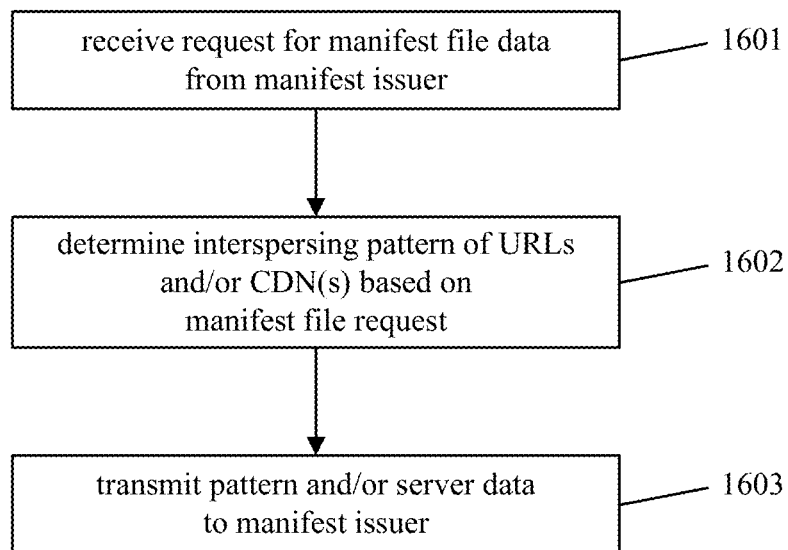 receive request for manifest file data
from manifest issuer
1601
determine interspersing pattern of URLs
and/or CDN(s) based on
manifest file request
1602
transmit pattern and/or server data
to manifest issuer
1603